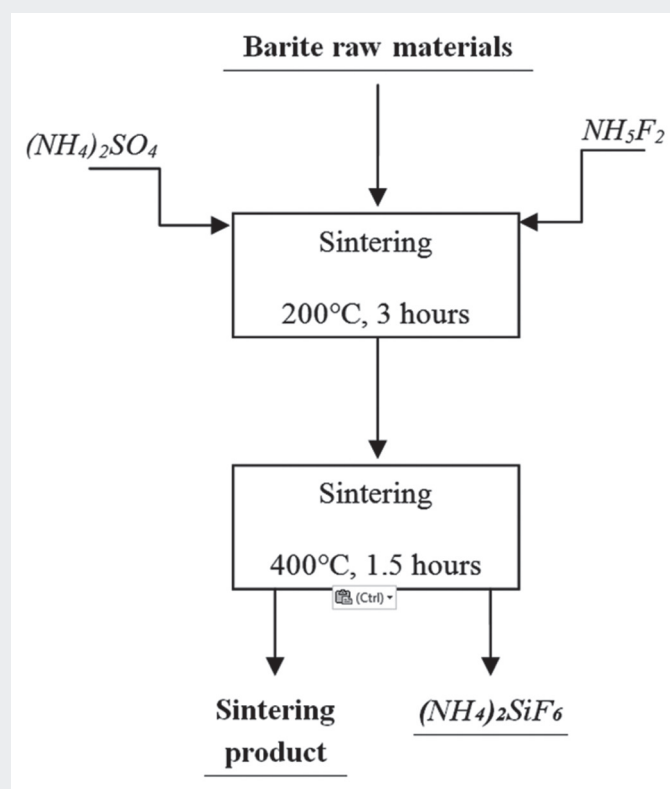 Barite raw materials
(NH₄)₂SO₄
NH₅F₂
Sintering
200°C, 3 hours
Sintering
400°C, 1.5 hours
(Ctrl)
Sintering
product
(NH₄)₂SiF₆